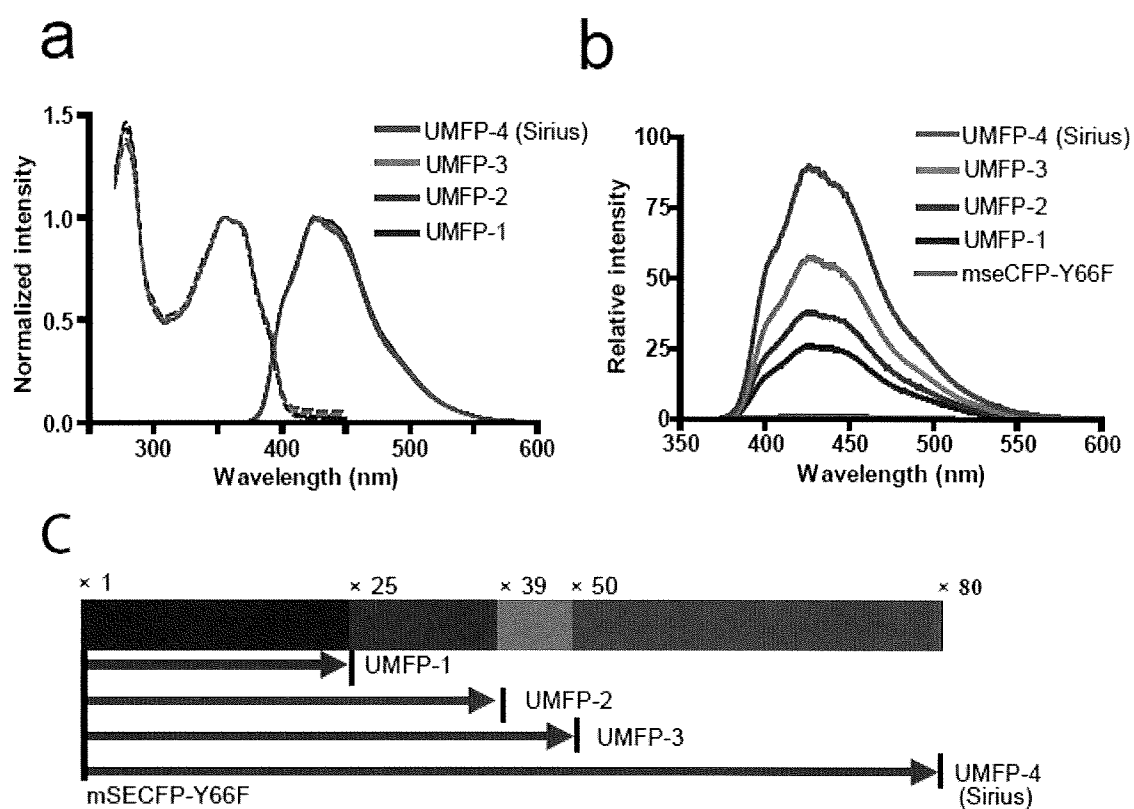 a
1.5
1.0
0.5
0.0
300
400
500
600
Normalized intensity
Wavelength (nm)
UMFP-4 (Sirius)
UMFP-3
UMFP-2
UMFP-1
b
100
75
50
25
0
350
400
450
500
550
600
Relative intensity
Wavelength (nm)
UMFP-4 (Sirius)
UMFP-3
UMFP-2
UMFP-1
mseCFP-Y66F
C
× 1
× 25
× 39
× 50
× 80
UMFP-1
UMFP-2
UMFP-3
UMFP-4
(Sirius)
mSECFP-Y66F